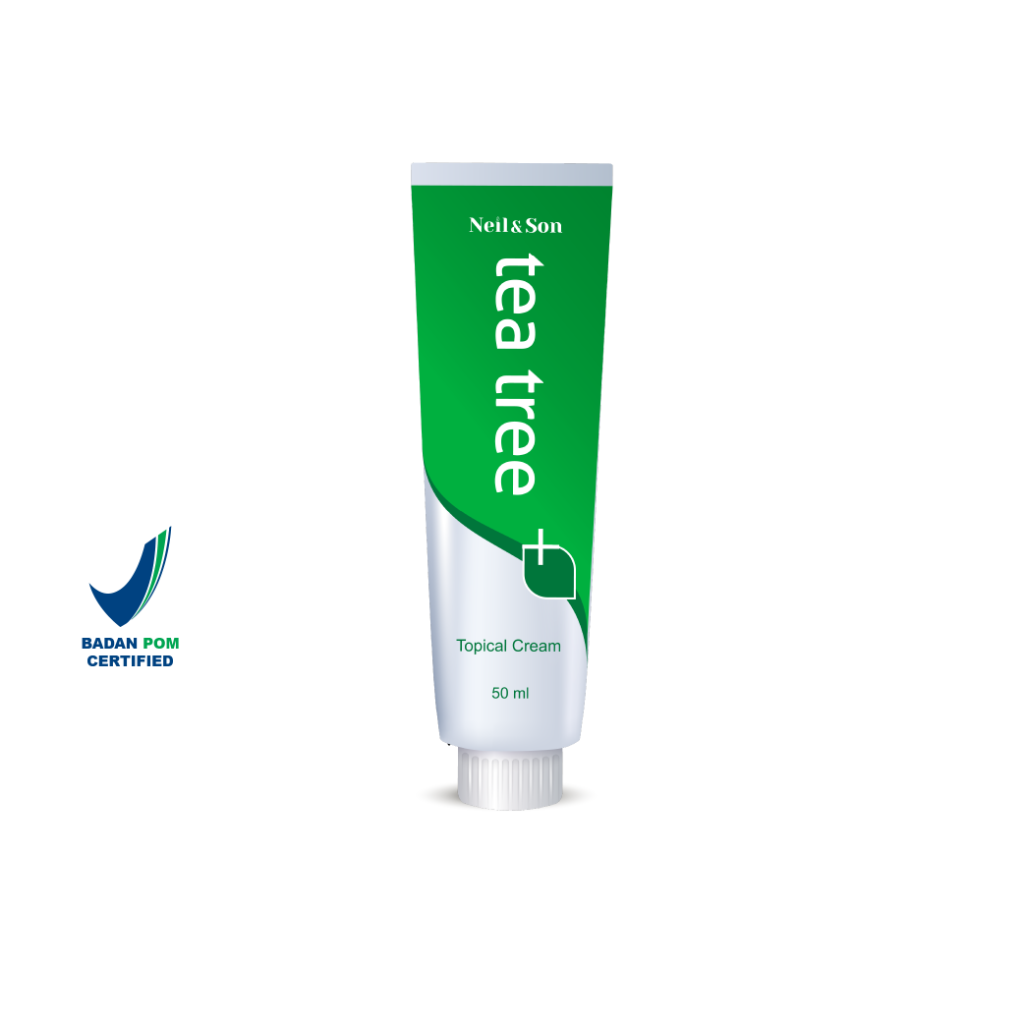 Neil & Son
tea tree
Topical Cream
50 ml
BADAN POM
CERTIFIED